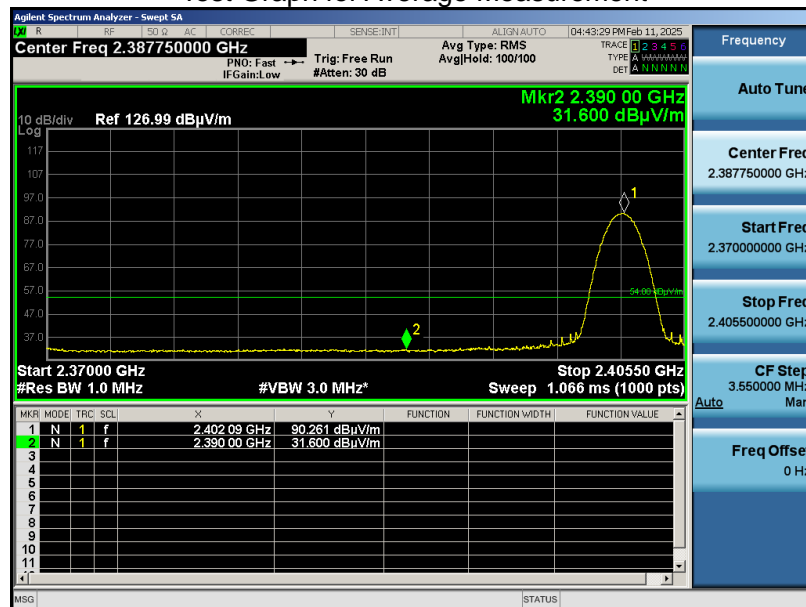 Test Graph for Average Measurement
Agilent Spectrum Analyzer - Swept SA
LXI R RF 50 Ω AC CORREC SENSE:INT ALIGN AUTO 04:43:29 PM Feb 11, 2025
Center Freq 2.387750000 GHz
PNO: Fast
IFGain:Low
Trig: Free Run
#Atten: 30 dB
Avg Type: RMS
Avg|Hold: 100/100
TRACE 1 2 3 4 5 6
TYPE A WWWWW
DET A N N N N N
Mkr2 2.390 00 GHz
31.600 dBµV/m
10 dB/div Ref 126.99 dBµV/m
Log
117
107
97.0
87.0
77.0
67.0
57.0
47.0
37.0
1
54.00 dBµV/m
2
Start 2.37000 GHz Stop 2.40550 GHz
#Res BW 1.0 MHz #VBW 3.0 MHz* Sweep 1.066 ms (1000 pts)
MKR MODE TRC SCL X Y FUNCTION FUNCTION WIDTH FUNCTION VALUE
1 N 1 f 2.402 09 GHz 90.261 dBµV/m
2 N 1 f 2.390 00 GHz 31.600 dBµV/m
3
4
5
6
7
8
9
10
11
MSG STATUS
Frequency
Auto Tune
Center Freq
2.387750000 GHz
Start Freq
2.370000000 GHz
Stop Freq
2.405500000 GHz
CF Step
3.550000 MHz
Auto Man
Freq Offset
0 Hz